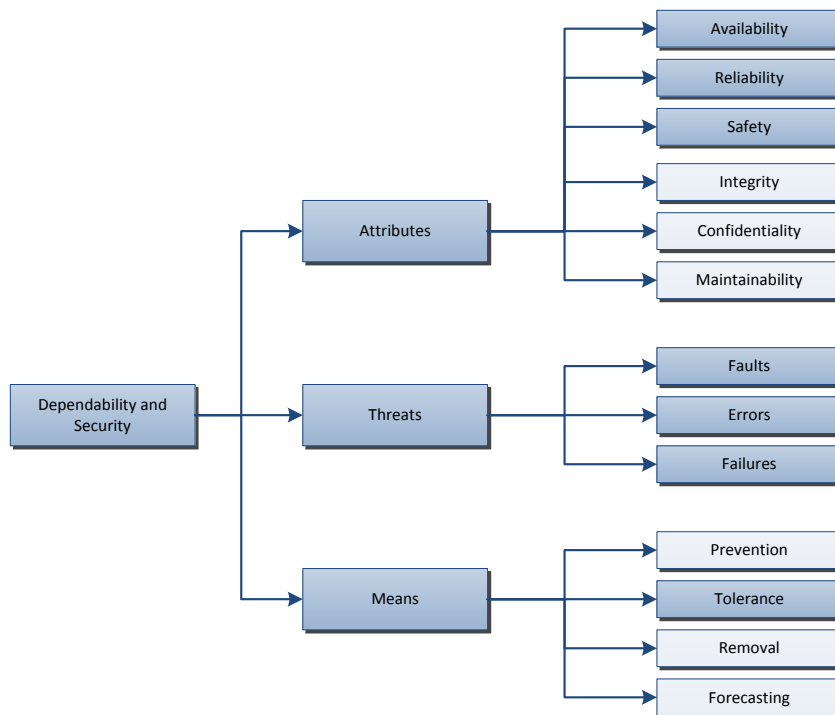 Availability
Reliability
Safety
Integrity
Attributes
Confidentiality
Maintainability
Faults
Dependability and
Security
Threats
Errors
Failures
Prevention
Means
Tolerance
Removal
Forecasting